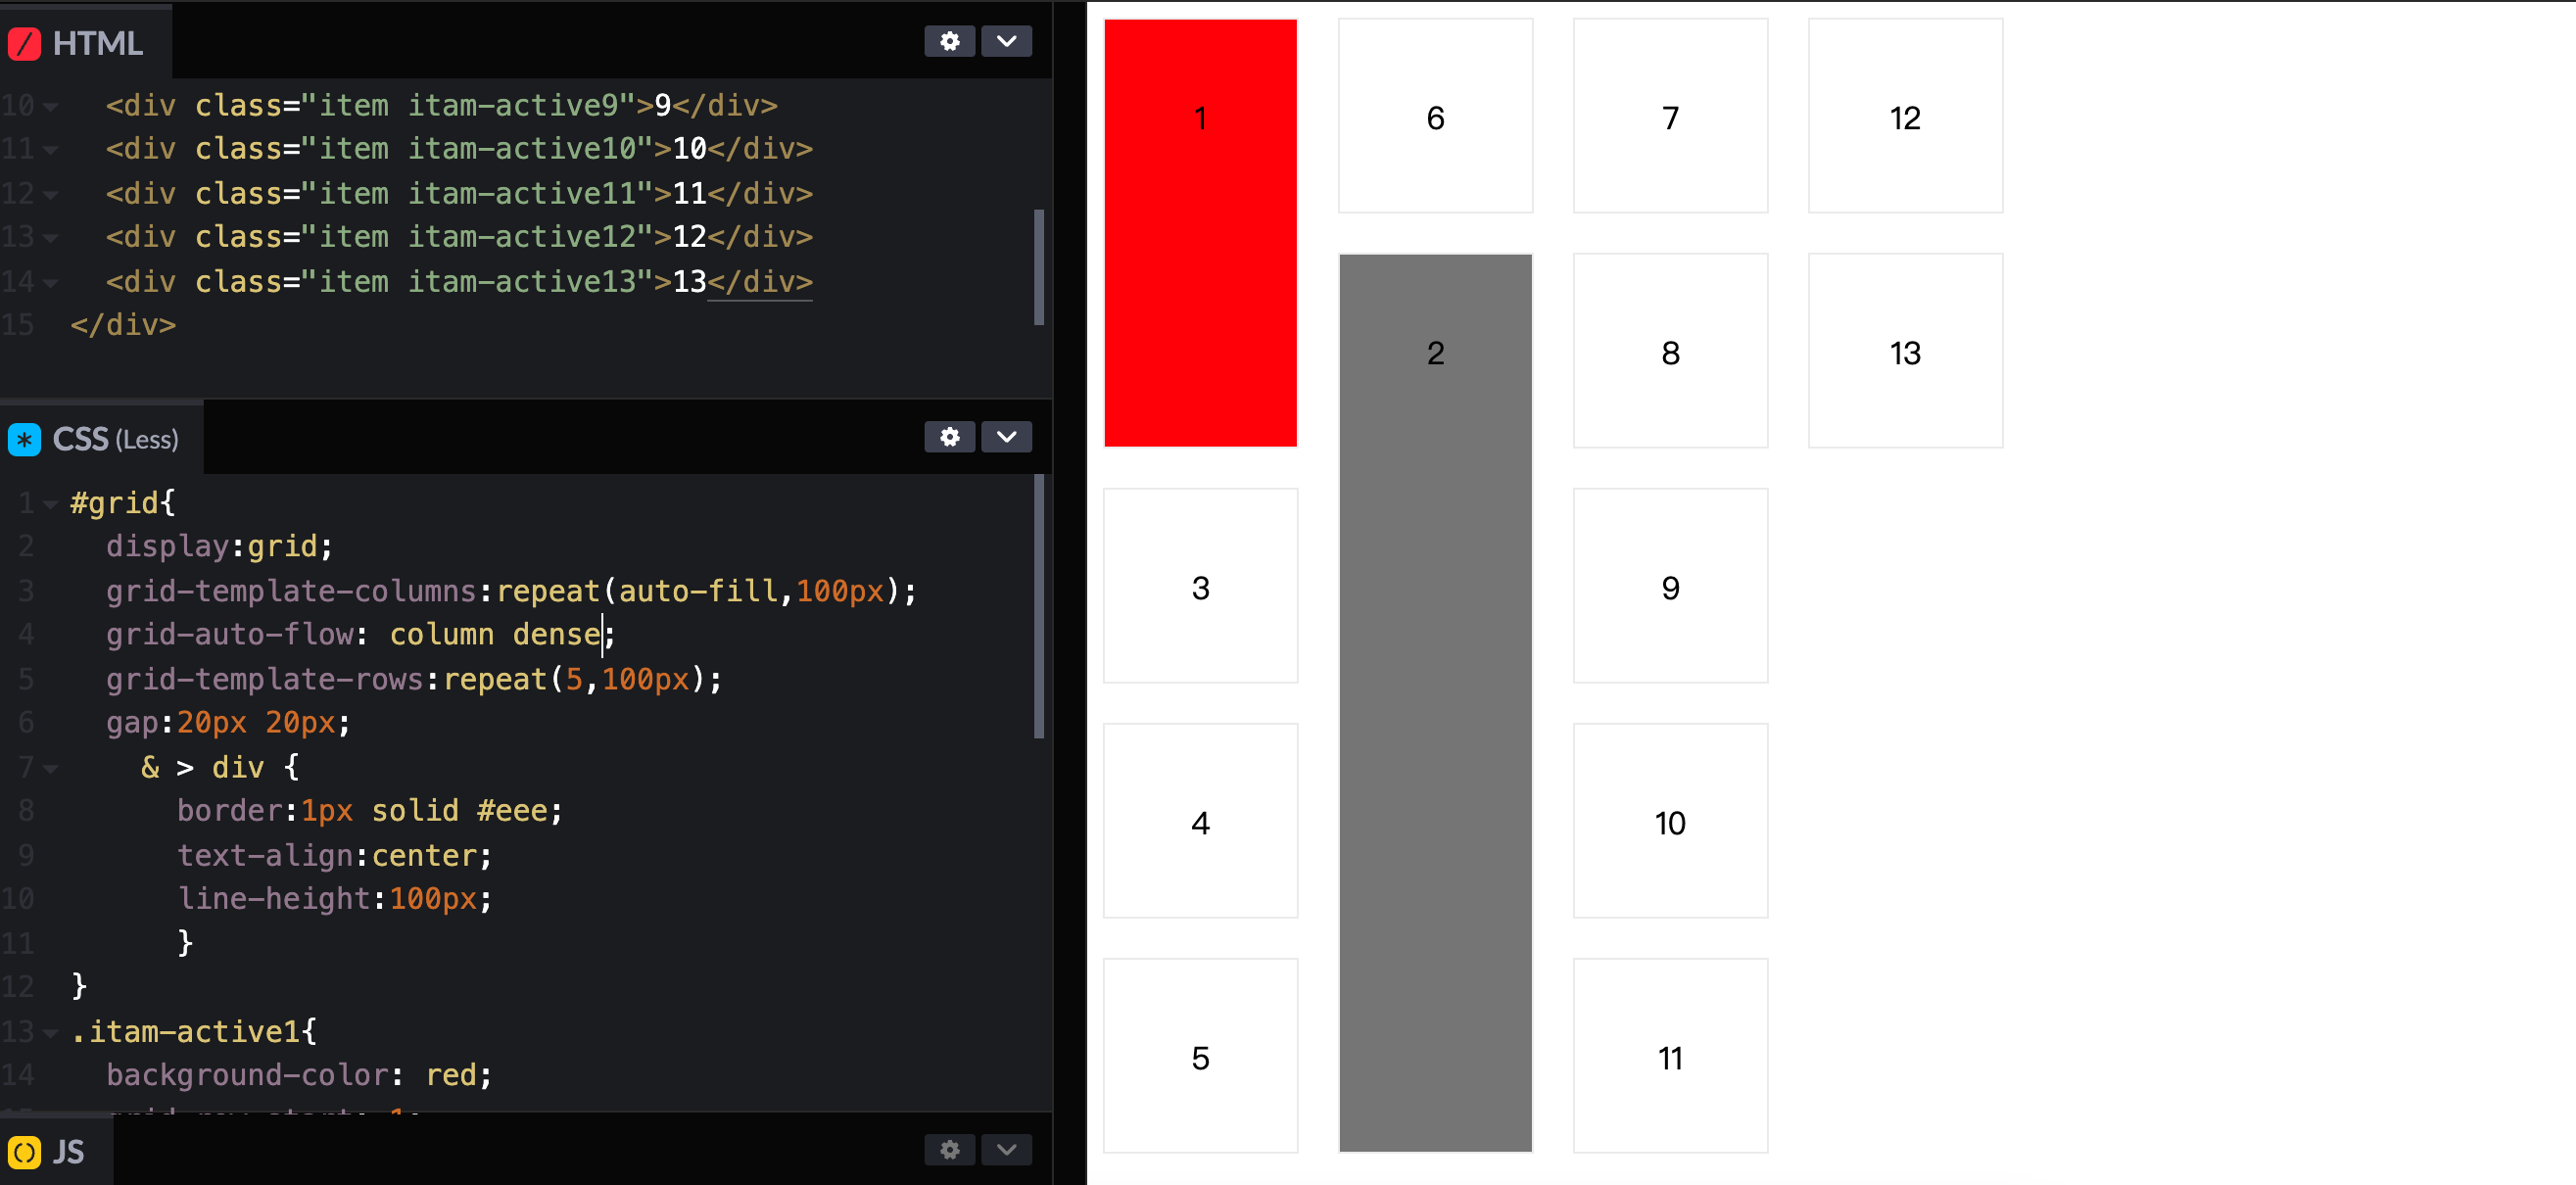 HTML
10 <div class="item itam-active9">9</div>
11 <div class="item itam-active10">10</div>
12 <div class="item itam-active11">11</div>
13 <div class="item itam-active12">12</div>
14 <div class="item itam-active13">13</div>
15 </div>
CSS (Less)
1 #grid{
2 display:grid;
3 grid-template-columns:repeat(auto-fill,100px);
4 grid-auto-flow: column dense;
5 grid-template-rows:repeat(5,100px);
6 gap:20px 20px;
7 & > div {
8 border:1px solid #eee;
9 text-align:center;
10 line-height:100px;
11 }
12 }
13 .itam-active1{
14 background-color: red;
JS
1 6 7 12
2 8 13
3 9
4 10
5 11